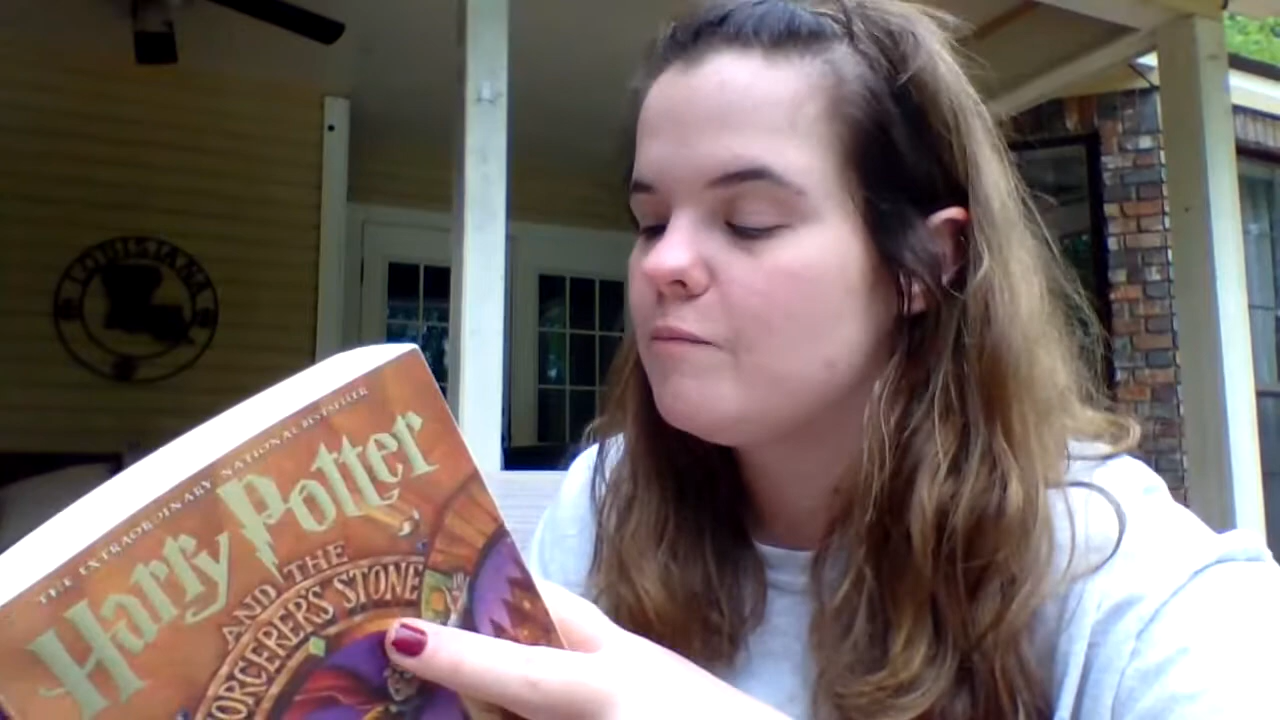 LOUISIANA
THE EXTRAORDINARY NATIONAL BESTSELLER
Harry Potter
AND THE
SORCERER'S STONE